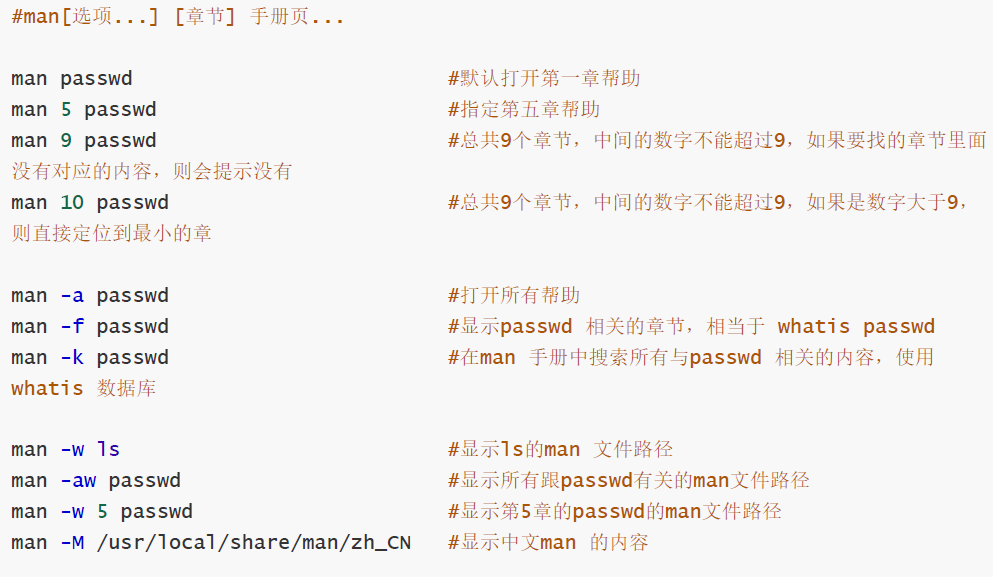 #man[选项...] [章节] 手册页...
man passwd #默认打开第一章帮助
man 5 passwd #指定第五章帮助
man 9 passwd #总共9个章节，中间的数字不能超过9，如果要找的章节里面
没有对应的内容，则会提示没有
man 10 passwd #总共9个章节，中间的数字不能超过9，如果是数字大于9，
则直接定位到最小的章
man -a passwd #打开所有帮助
man -f passwd #显示passwd 相关的章节，相当于 whatis passwd
man -k passwd #在man 手册中搜索所有与passwd 相关的内容，使用
whatis 数据库
man -w ls #显示ls的man 文件路径
man -aw passwd #显示所有跟passwd有关的man文件路径
man -w 5 passwd #显示第5章的passwd的man文件路径
man -M /usr/local/share/man/zh_CN #显示中文man 的内容